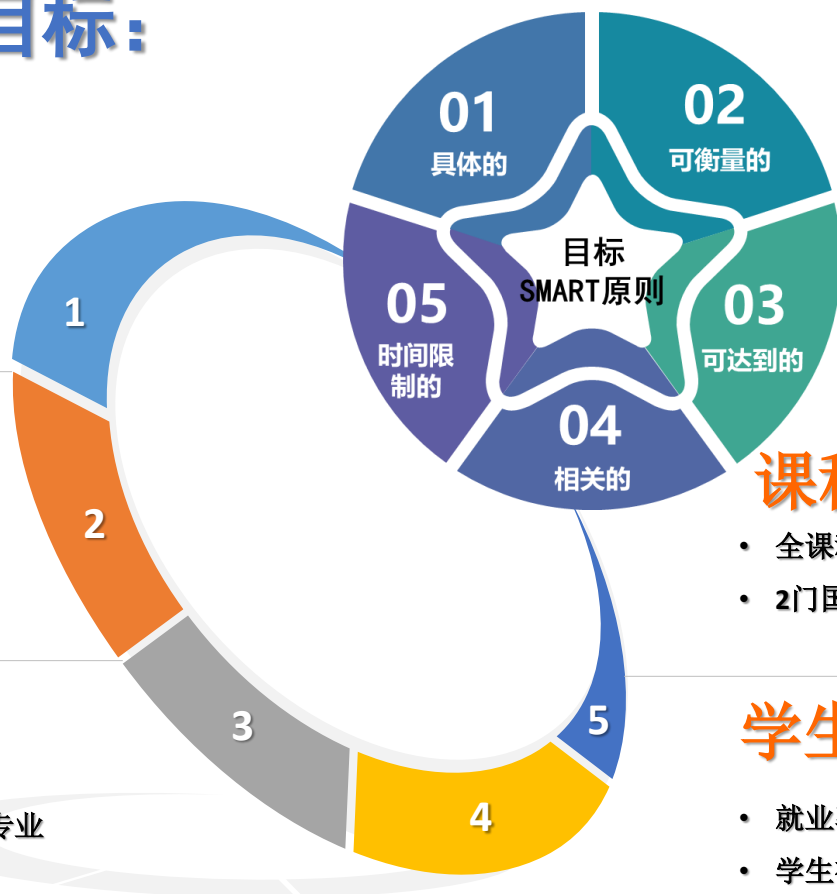 目标：
01
具体的
02
可衡量的
目标
SMART原则
05
时间限
制的
03
可达到的
04
相关的
1
2
3
4
5
课程
• 全课
• 2门国
学生
专业
• 就业
• 学生